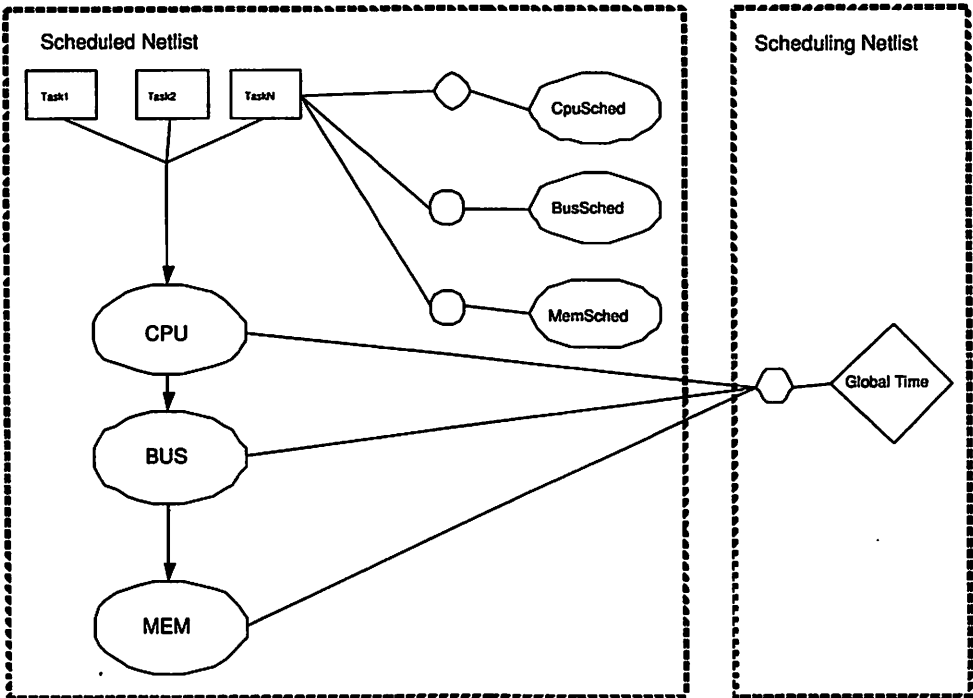 Scheduled Netlist
Scheduling Netlist
Task1
Task2
TaskN
CpuSched
BusSched
MemSched
CPU
Global Time
BUS
MEM